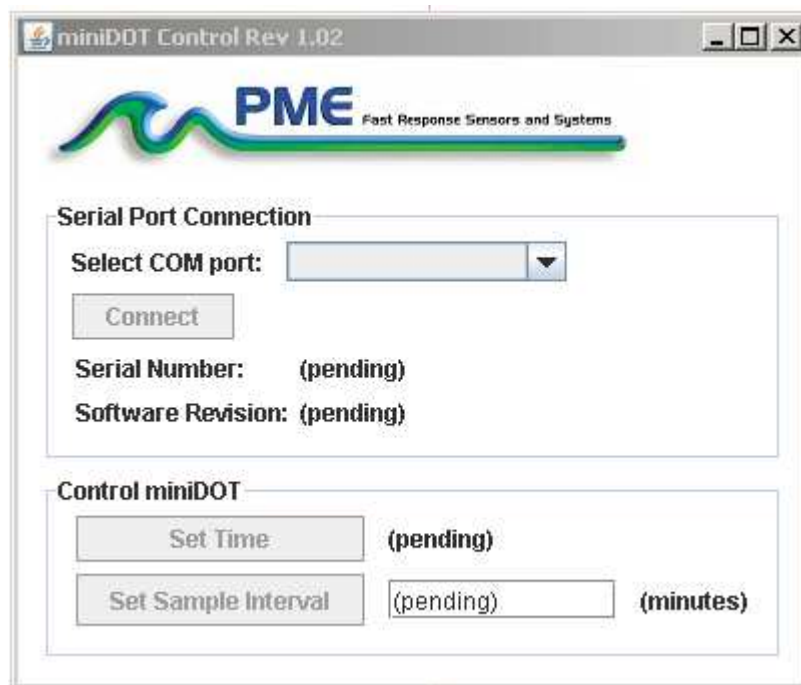 miniDOT Control Rev 1.02
PME Fast Response Sensors and Systems
Serial Port Connection
Select COM port:
Connect
Serial Number: (pending)
Software Revision: (pending)
Control miniDOT
Set Time (pending)
Set Sample Interval (pending) (minutes)